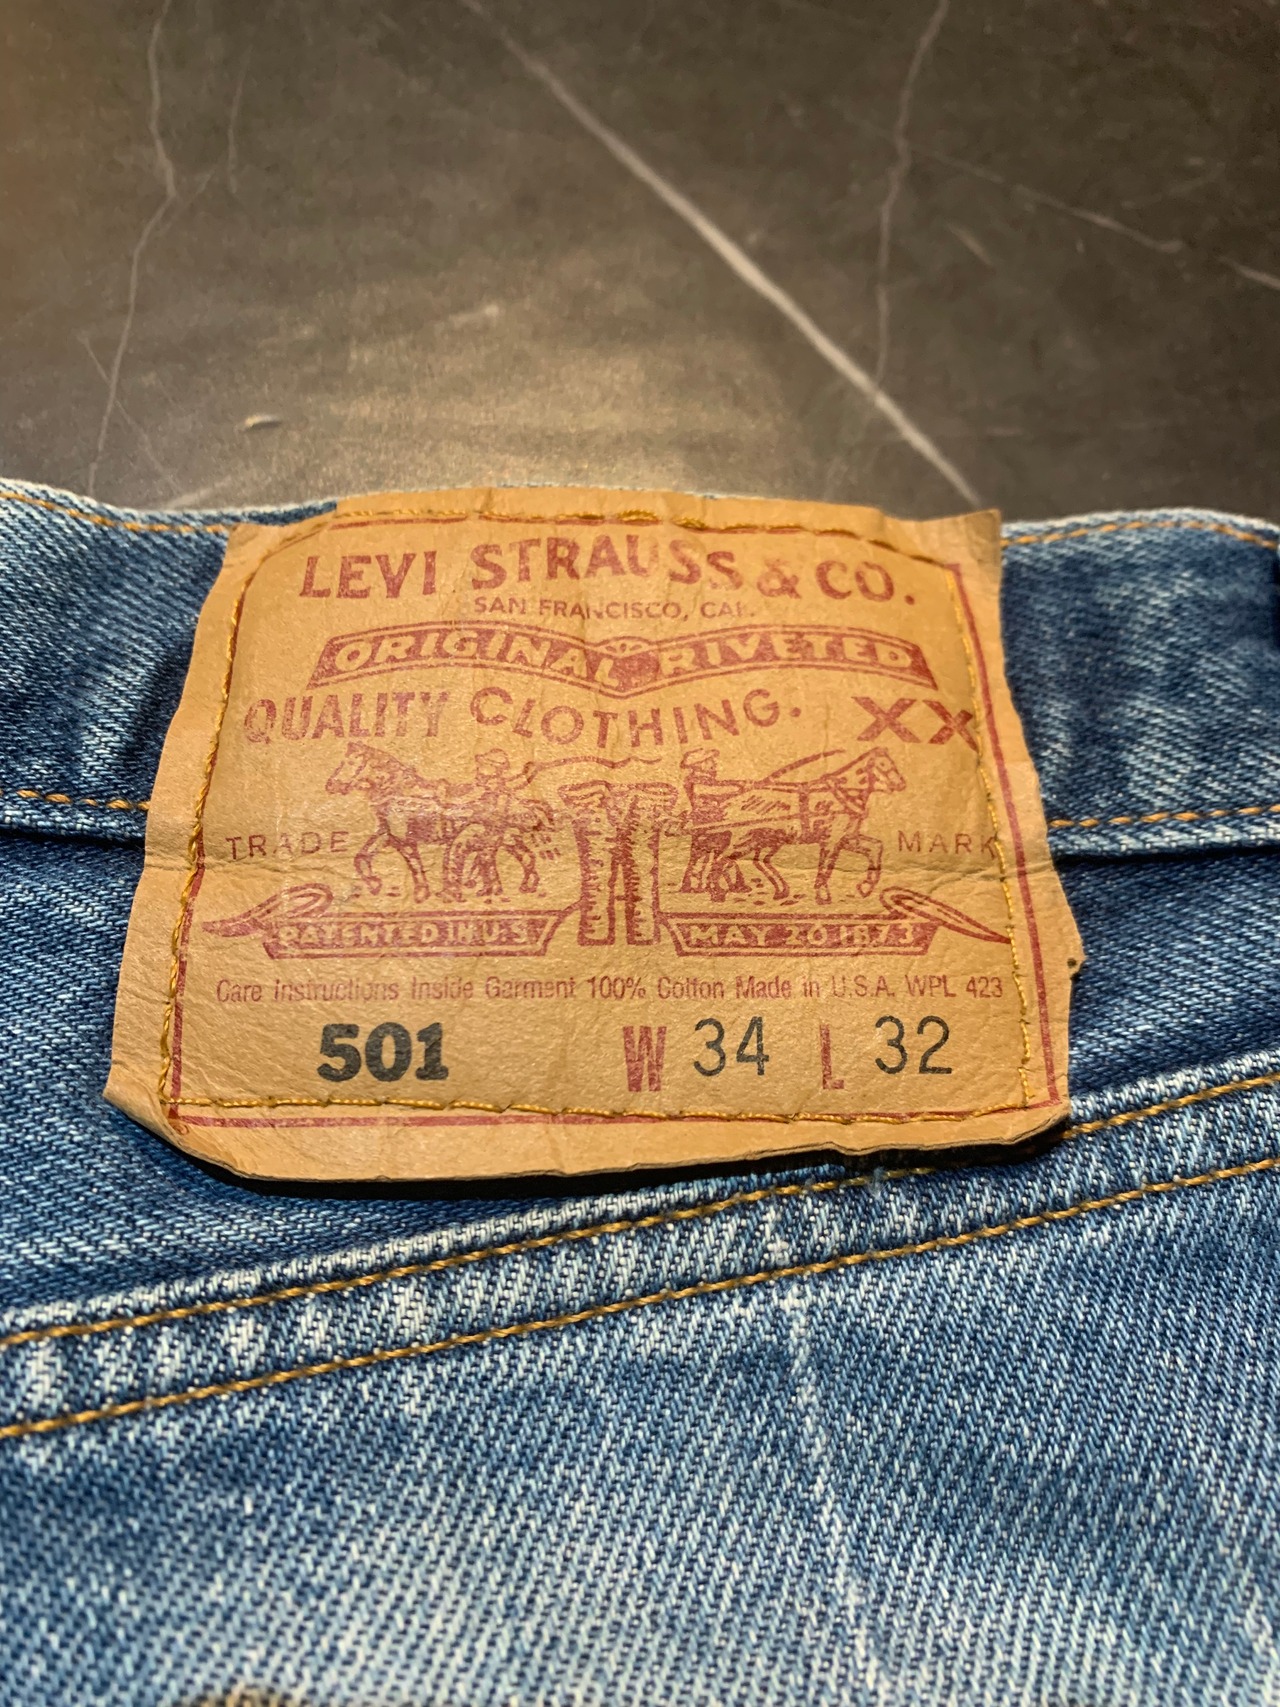 LEVI STRAUSS & CO.
SAN FRANCISCO, CAL.
ORIGINAL RIVETED
QUALITY CLOTHING. XX
TRADE MARK
PATENTED IN U.S. MAY 20 1873
Care Instructions Inside Garment 100% Cotton Made in U.S.A. WPL 423
501 W 34 L 32